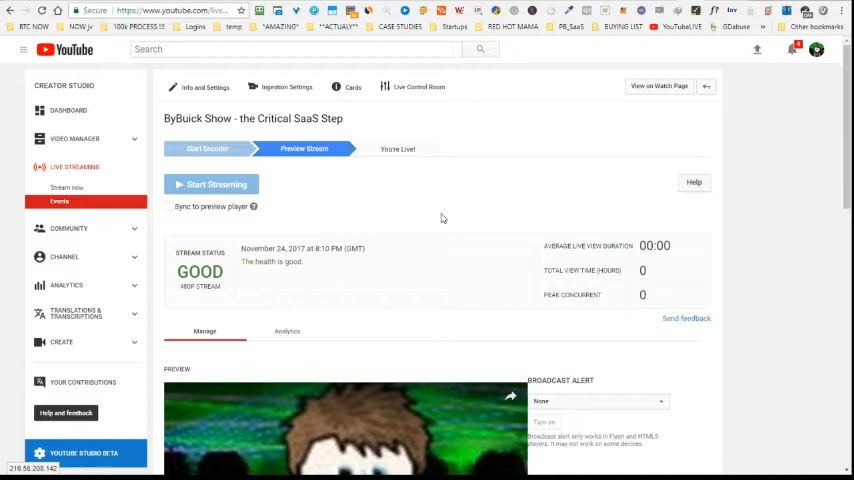 Secure
https://www.youtube.com/live...
BTC NOW
NOW jv
100k PROCESS !!!
Logins
temp
*AMAZING*
**ACTUALY**
CASE STUDIES
Startups
RED HOT MAMA
PB_SaaS
BUYING LIST
YouTubeLIVE
GDabuse
»
Other bookmarks
YouTube
Search
4
CREATOR STUDIO
DASHBOARD
VIDEO MANAGER
LIVE STREAMING
Stream now
Events
COMMUNITY
CHANNEL
ANALYTICS
TRANSLATIONS &
TRANSCRIPTIONS
CREATE
YOUR CONTRIBUTIONS
Help and feedback
YOUTUBE STUDIO BETA
216.58.208.142
Info and Settings
Ingestion Settings
Cards
Live Control Room
View on Watch Page
ByBuick Show - the Critical SaaS Step
Start Encoder
Preview Stream
You're Live!
Start Streaming
Help
Sync to preview player
STREAM STATUS
GOOD
480P STREAM
November 24, 2017 at 8:10 PM (GMT)
The health is good.
AVERAGE LIVE VIEW DURATION 00:00
TOTAL VIEW TIME (HOURS) 0
PEAK CONCURRENT 0
Send feedback
Manage
Analytics
PREVIEW
BROADCAST ALERT
None
Turn on
Broadcast alert only works in Flash and HTML5
players. It may not work on some devices.